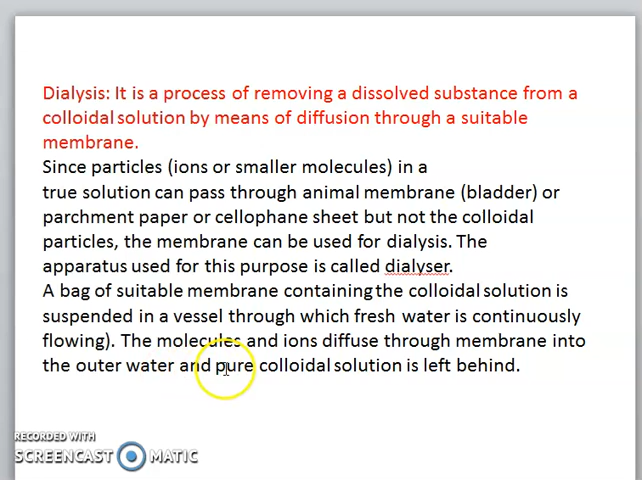 Dialysis: It is a process of removing a dissolved substance from a
colloidal solution by means of diffusion through a suitable
membrane.
Since particles (ions or smaller molecules) in a
true solution can pass through animal membrane (bladder) or
parchment paper or cellophane sheet but not the colloidal
particles, the membrane can be used for dialysis. The
apparatus used for this purpose is called dialyser.
A bag of suitable membrane containing the colloidal solution is
suspended in a vessel through which fresh water is continuously
flowing). The molecules and ions diffuse through membrane into
the outer water and pure colloidal solution is left behind.
RECORDED WITH
SCREENCAST MATIC